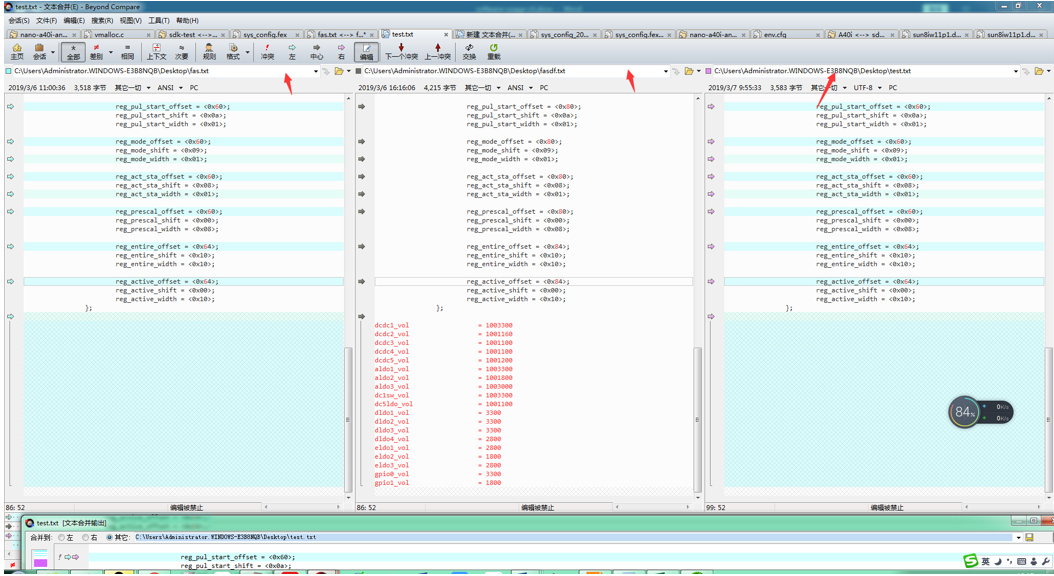 test.txt - 文本合并 - Beyond Compare
会话(S) 文件(F) 编辑(E) 搜索(R) 视图(V) 工具(T) 帮助(H)
nano-a40i-an... vmalloc.c sdk-test <-->... sys_config.fex fas.txt <--> f...* test.txt 新建 文本合并(... sys_config_20... sys_config.fex... nano-a40i-an... env.cfg A40i <--> sd... sun8iw11p1.d... sun8iw11p1.d...
主页 会话 全部 差别 相同 上下文 次要 规则 格式 冲突 左 中心 右 编辑 下一个冲突 上一冲突 交换 重载
C:\Users\Administrator.WINDOWS-E3B8NQB\Desktop\fas.txt
2019/3/6 11:00:36 3,518 字节 其它一切 ANSI PC
reg_pul_start_offset = <0x60>;
reg_pul_start_shift = <0x0a>;
reg_pul_start_width = <0x01>;
reg_mode_offset = <0x60>;
reg_mode_shift = <0x09>;
reg_mode_width = <0x01>;
reg_act_sta_offset = <0x60>;
reg_act_sta_shift = <0x08>;
reg_act_sta_width = <0x01>;
reg_prescal_offset = <0x60>;
reg_prescal_shift = <0x00>;
reg_prescal_width = <0x08>;
reg_entire_offset = <0x64>;
reg_entire_shift = <0x10>;
reg_entire_width = <0x10>;
reg_active_offset = <0x64>;
reg_active_shift = <0x00>;
reg_active_width = <0x10>;
};
86: 52 编辑被禁止
C:\Users\Administrator.WINDOWS-E3B8NQB\Desktop\fasdf.txt
2019/3/6 16:16:06 4,215 字节 其它一切 ANSI PC
reg_pul_start_offset = <0x80>;
reg_pul_start_shift = <0x0a>;
reg_pul_start_width = <0x01>;
reg_mode_offset = <0x80>;
reg_mode_shift = <0x09>;
reg_mode_width = <0x01>;
reg_act_sta_offset = <0x80>;
reg_act_sta_shift = <0x08>;
reg_act_sta_width = <0x01>;
reg_prescal_offset = <0x80>;
reg_prescal_shift = <0x00>;
reg_prescal_width = <0x08>;
reg_entire_offset = <0x84>;
reg_entire_shift = <0x10>;
reg_entire_width = <0x10>;
reg_active_offset = <0x84>;
reg_active_shift = <0x00>;
reg_active_width = <0x10>;
};
dcdc1_vol = 1003300
dcdc2_vol = 1001160
dcdc3_vol = 1001100
dcdc4_vol = 1001100
dcdc5_vol = 1001200
aldo1_vol = 1003300
aldo2_vol = 1001800
aldo3_vol = 1003000
dc1sw_vol = 1003300
dc5ldo_vol = 1001100
dldo1_vol = 3300
dldo2_vol = 3300
dldo3_vol = 3300
dldo4_vol = 2800
eldo1_vol = 2800
eldo2_vol = 1800
eldo3_vol = 2800
gpio0_vol = 3300
gpio1_vol = 1800
86: 52 编辑被禁止
C:\Users\Administrator.WINDOWS-E3B8NQB\Desktop\test.txt
2019/3/7 9:55:33 3,583 字节 其它一切 UTF-8 PC
reg_pul_start_offset = <0x60>;
reg_pul_start_shift = <0x0a>;
reg_pul_start_width = <0x01>;
reg_mode_offset = <0x60>;
reg_mode_shift = <0x09>;
reg_mode_width = <0x01>;
reg_act_sta_offset = <0x60>;
reg_act_sta_shift = <0x08>;
reg_act_sta_width = <0x01>;
reg_prescal_offset = <0x60>;
reg_prescal_shift = <0x00>;
reg_prescal_width = <0x08>;
reg_entire_offset = <0x64>;
reg_entire_shift = <0x10>;
reg_entire_width = <0x10>;
reg_active_offset = <0x64>;
reg_active_shift = <0x00>;
reg_active_width = <0x10>;
};
84%
0K/s
0K/s
99: 52 编辑被禁止
test.txt [文本合并输出]
合并到: 左 右 其它: C:\Users\Administrator.WINDOWS-E3B8NQB\Desktop\test.txt
reg_pul_start_offset = <0x60>;
reg_pul_start_shift = <0x0a>;
英